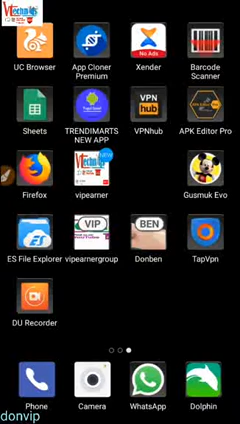 Vtechniks
UC Browser
App Cloner
Premium
No Ads
Xender
Barcode
Scanner
Sheets
TRENDIMARTS
NEW APP
VPN
hub
VPNhub
APK Editor Pro
Firefox
NEW
vipearner
Gusmuk Evo
ES File Explorer
VIP
vipearnergroup
BEN
Donben
TapVpn
DU Recorder
Phone
Camera
WhatsApp
Dolphin
donvip